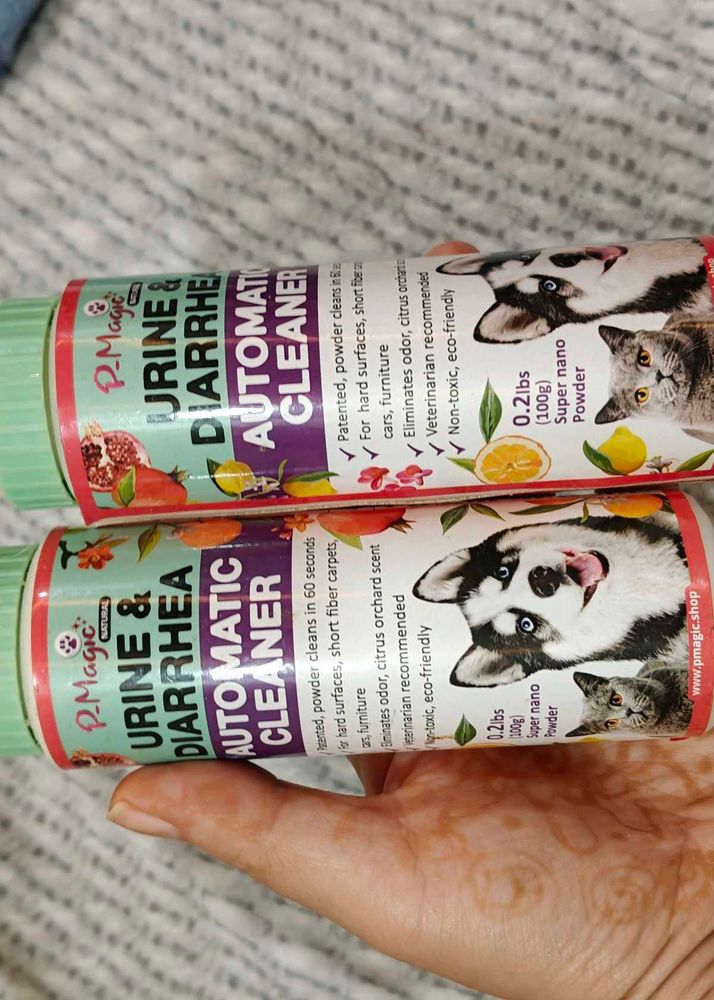 P-Magic
NATURAL
URINE &
DIARRHEA
AUTOMATIC
CLEANER
Patented, powder cleans in 60 sec
For hard surfaces, short fiber
cars, furniture
Eliminates odor, citrus orchard
Veterinarian recommended
Non-toxic, eco-friendly
0.2lbs
(100g)
Super nano
Powder
P-Magic
NATURAL
URINE &
DIARRHEA
AUTOMATIC
CLEANER
Patented, powder cleans in 60 seconds
For hard surfaces, short fiber carpets,
cars, furniture
Eliminates odor, citrus orchard scent
Veterinarian recommended
Non-toxic, eco-friendly
0.2lbs
(100g)
Super nano
Powder
www.pmagic.shop